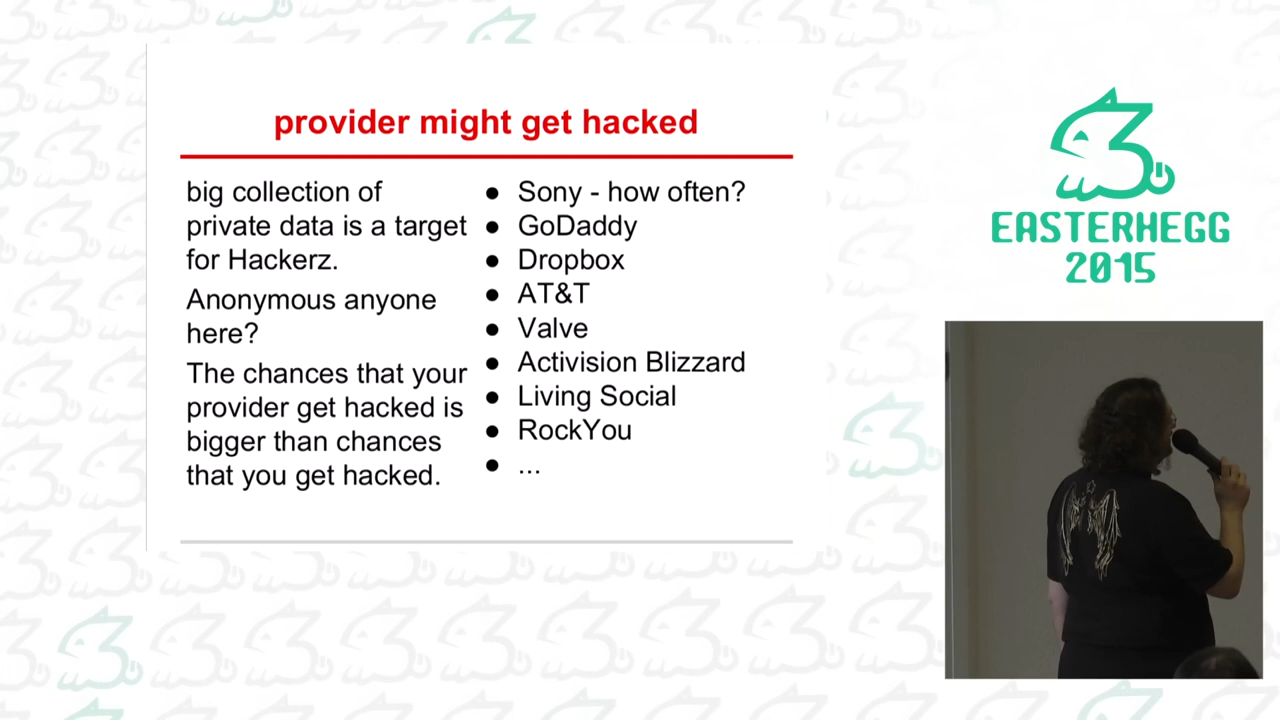 provider might get hacked
big collection of
private data is a target
for Hackerz.
Anonymous anyone
here?
The chances that your
provider get hacked is
bigger than chances
that you get hacked.
● Sony - how often?
● GoDaddy
● Dropbox
● AT&T
● Valve
● Activision Blizzard
● Living Social
● RockYou
● ...
EASTERHEGG
2015